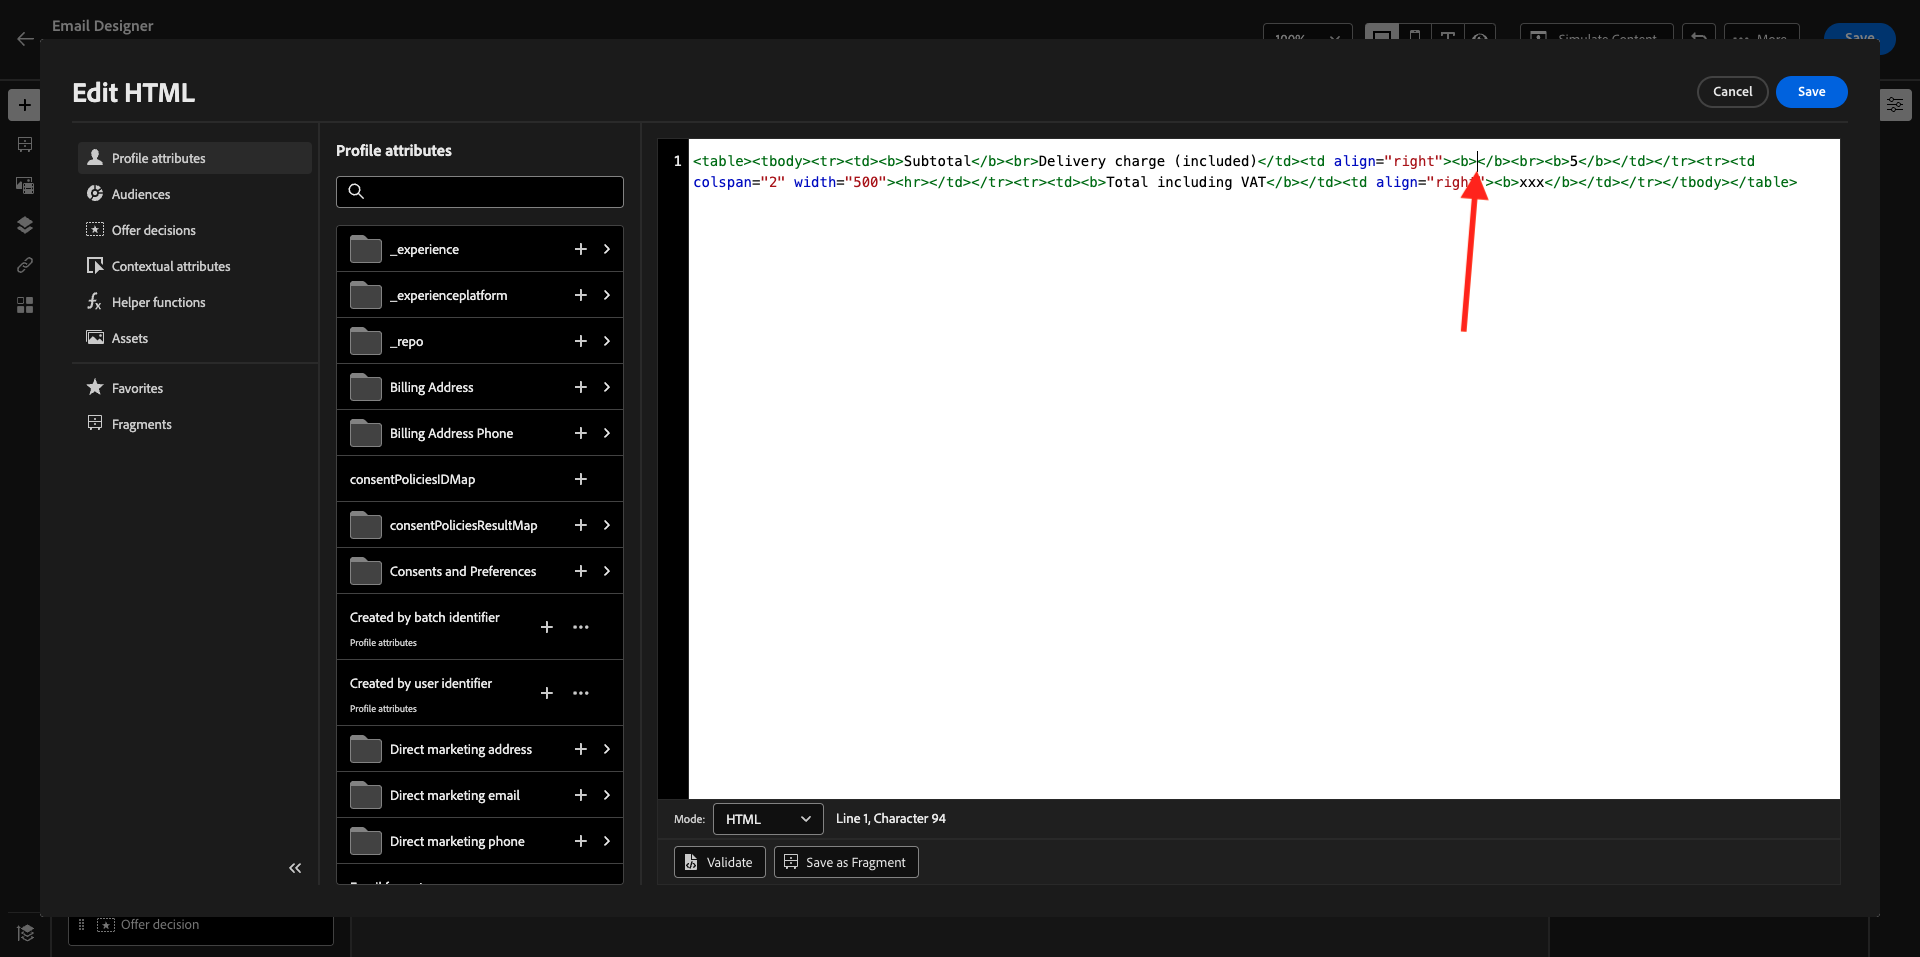 Email Designer
100%
Simulate Content
More
Save
Edit HTML
Cancel
Save
Profile attributes
Audiences
Offer decisions
Contextual attributes
Helper functions
Assets
Favorites
Fragments
Profile attributes
_experience
_experienceplatform
_repo
Billing Address
Billing Address Phone
consentPoliciesIDMap
consentPoliciesResultMap
Consents and Preferences
Created by batch identifier
Profile attributes
Created by user identifier
Profile attributes
Direct marketing address
Direct marketing email
Direct marketing phone
1
<table><tbody><tr><td><b>Subtotal</b><br>Delivery charge (included)</td><td align="right"><b></b><br><b>5</b></td></tr><tr><td
colspan="2" width="500"><hr></td></tr><tr><td><b>Total including VAT</b></td><td align="right"><b>xxx</b></td></tr></tbody></table>
Mode: HTML Line 1, Character 94
Validate
Save as Fragment
Offer decision